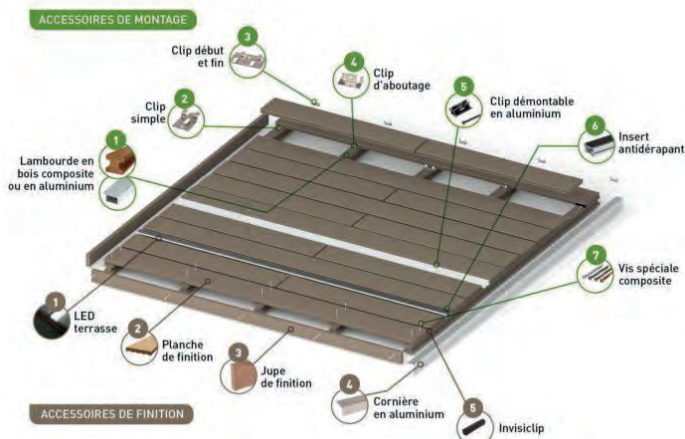 ACCESSOIRES DE MONTAGE
3
Clip début
et fin
4
Clip
d'aboutage
5
Clip démontable
en aluminium
2
Clip
simple
6
Insert
antidérapant
1
Lambourde en
bois composite
ou en aluminium
7
Vis spéciale
composite
1
LED
terrasse
2
Planche
de finition
3
Jupe
de finition
4
Cornière
en aluminium
5
Invisiclip
ACCESSOIRES DE FINITION